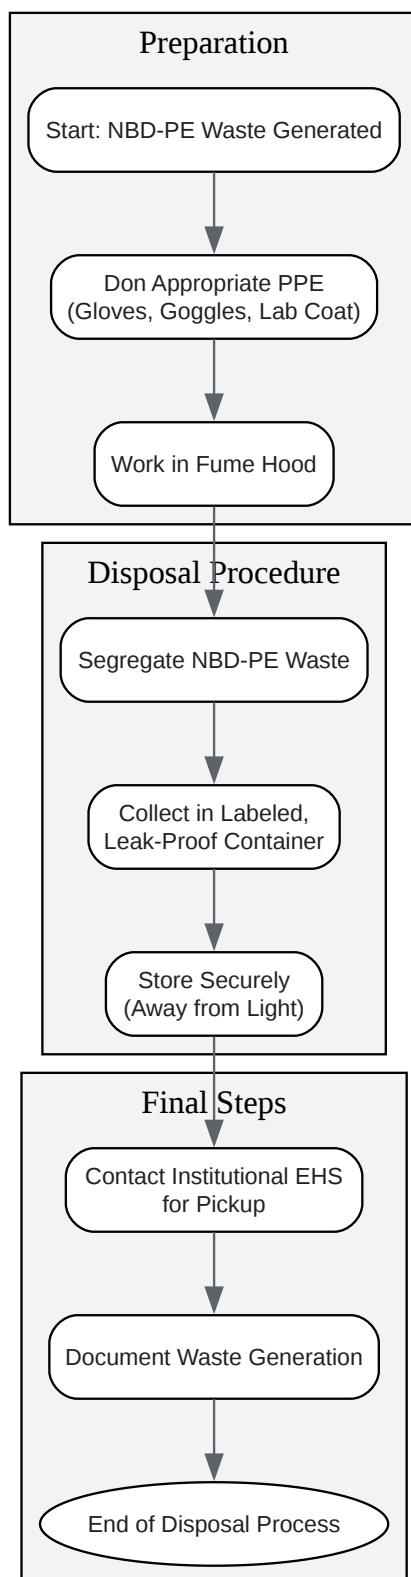 Preparation
Start: NBD-PE Waste Generated
Don Appropriate PPE
(Gloves, Goggles, Lab Coat)
Work in Fume Hood
Disposal Procedure
Segregate NBD-PE Waste
Collect in Labeled,
Leak-Proof Container
Store Securely
(Away from Light)
Final Steps
Contact Institutional EHS
for Pickup
Document Waste Generation
End of Disposal Process